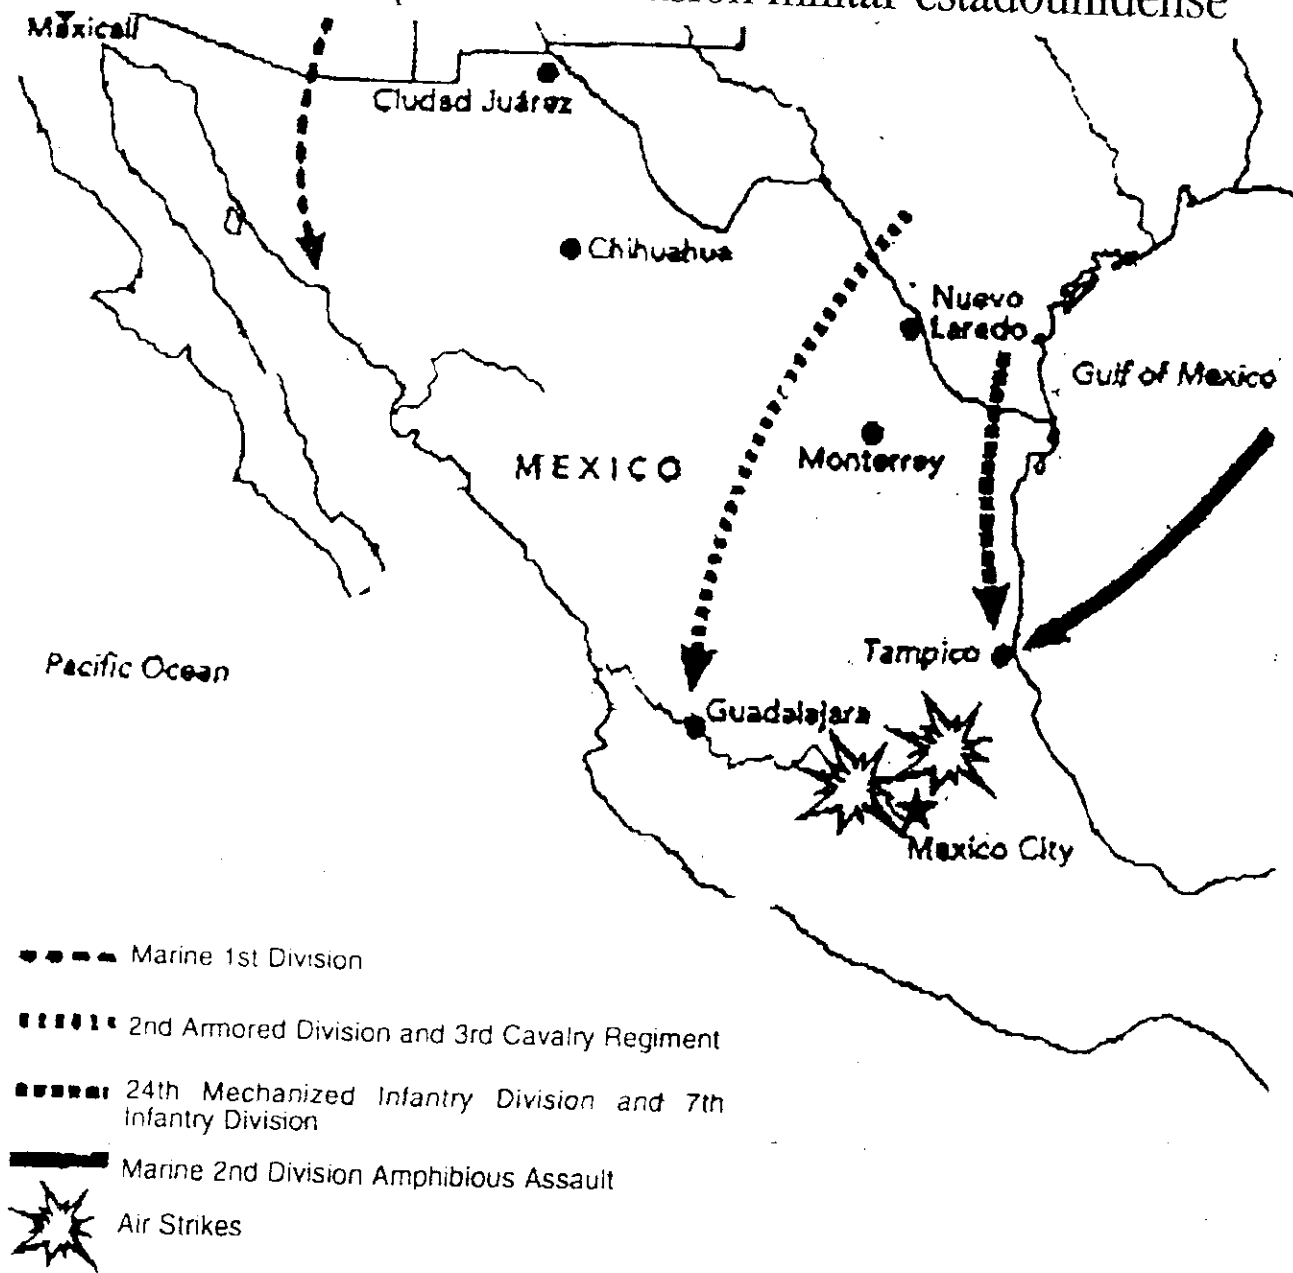 militar estadounidense
Mexicali
Ciudad Juárez
Chihuahua
Nuevo
Laredo
Gulf of Mexico
MEXICO
Monterrey
Pacific Ocean
Tampico
Guadalajara
Mexico City
Marine 1st Division
2nd Armored Division and 3rd Cavalry Regiment
24th Mechanized Infantry Division and 7th
Infantry Division
Marine 2nd Division Amphibious Assault
Air Strikes